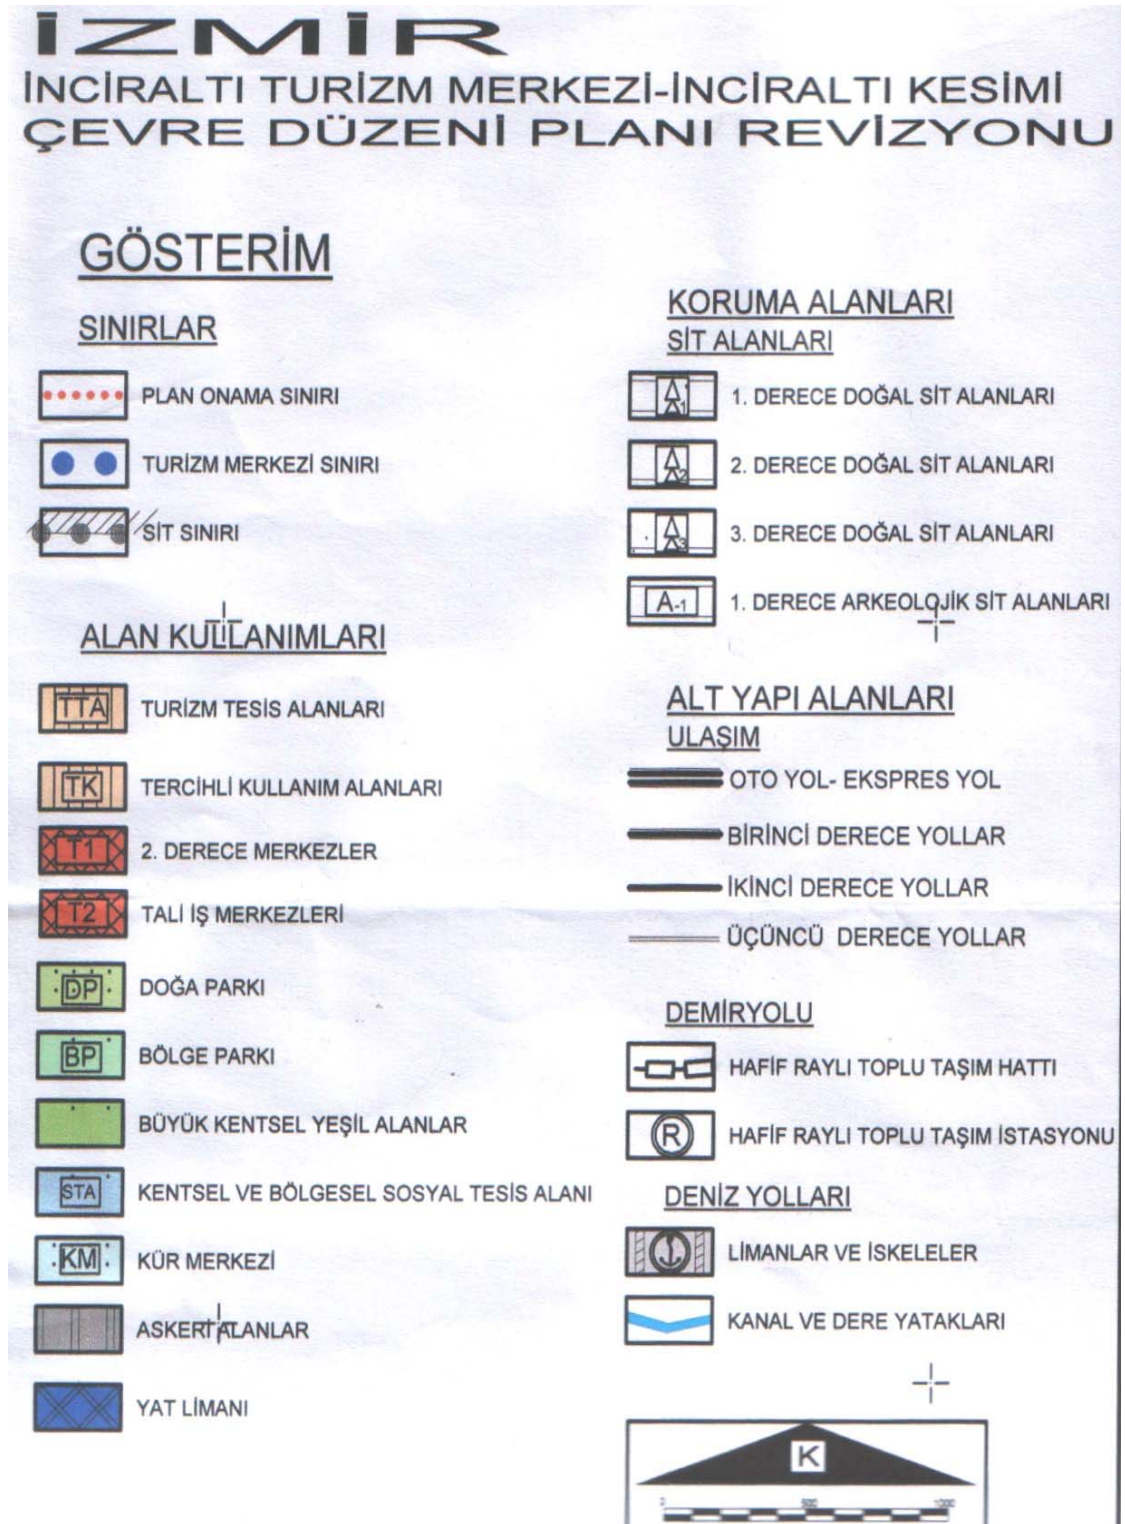 İZMİR
İNCİRALTI TURİZM MERKEZİ-İNCİRALTI KESİMİ
ÇEVRE DÜZENİ PLANI REVİZYONU
GÖSTERİM
SINIRLAR
PLAN ONAMA SINIRI
TURİZM MERKEZİ SINIRI
SİT SINIRI
ALAN KULLANIMLARI
TTA TURİZM TESİS ALANLARI
TK TERCİHLİ KULLANIM ALANLARI
T1 2. DERECE MERKEZLER
T2 TALİ İŞ MERKEZLERİ
DP DOĞA PARKI
BP BÖLGE PARKI
BÜYÜK KENTSEL YEŞİL ALANLAR
STA KENTSEL VE BÖLGESEL SOSYAL TESİS ALANI
KM KÜR MERKEZİ
ASKERİ ALANLAR
YAT LİMANI
KORUMA ALANLARI
SİT ALANLARI
1 1. DERECE DOĞAL SİT ALANLARI
2 2. DERECE DOĞAL SİT ALANLARI
3 3. DERECE DOĞAL SİT ALANLARI
A-1 1. DERECE ARKEOLOJİK SİT ALANLARI
ALT YAPI ALANLARI
ULAŞIM
OTO YOL- EKSPRES YOL
BİRİNCİ DERECE YOLLAR
İKİNCİ DERECE YOLLAR
ÜÇÜNCÜ DERECE YOLLAR
DEMİRYOLU
HAFİF RAYLI TOPLU TAŞIM HATTI
R HAFİF RAYLI TOPLU TAŞIM İSTASYONU
DENİZ YOLLARI
LİMANLAR VE İSKELELER
KANAL VE DERE YATAKLARI
K
0 500 1000